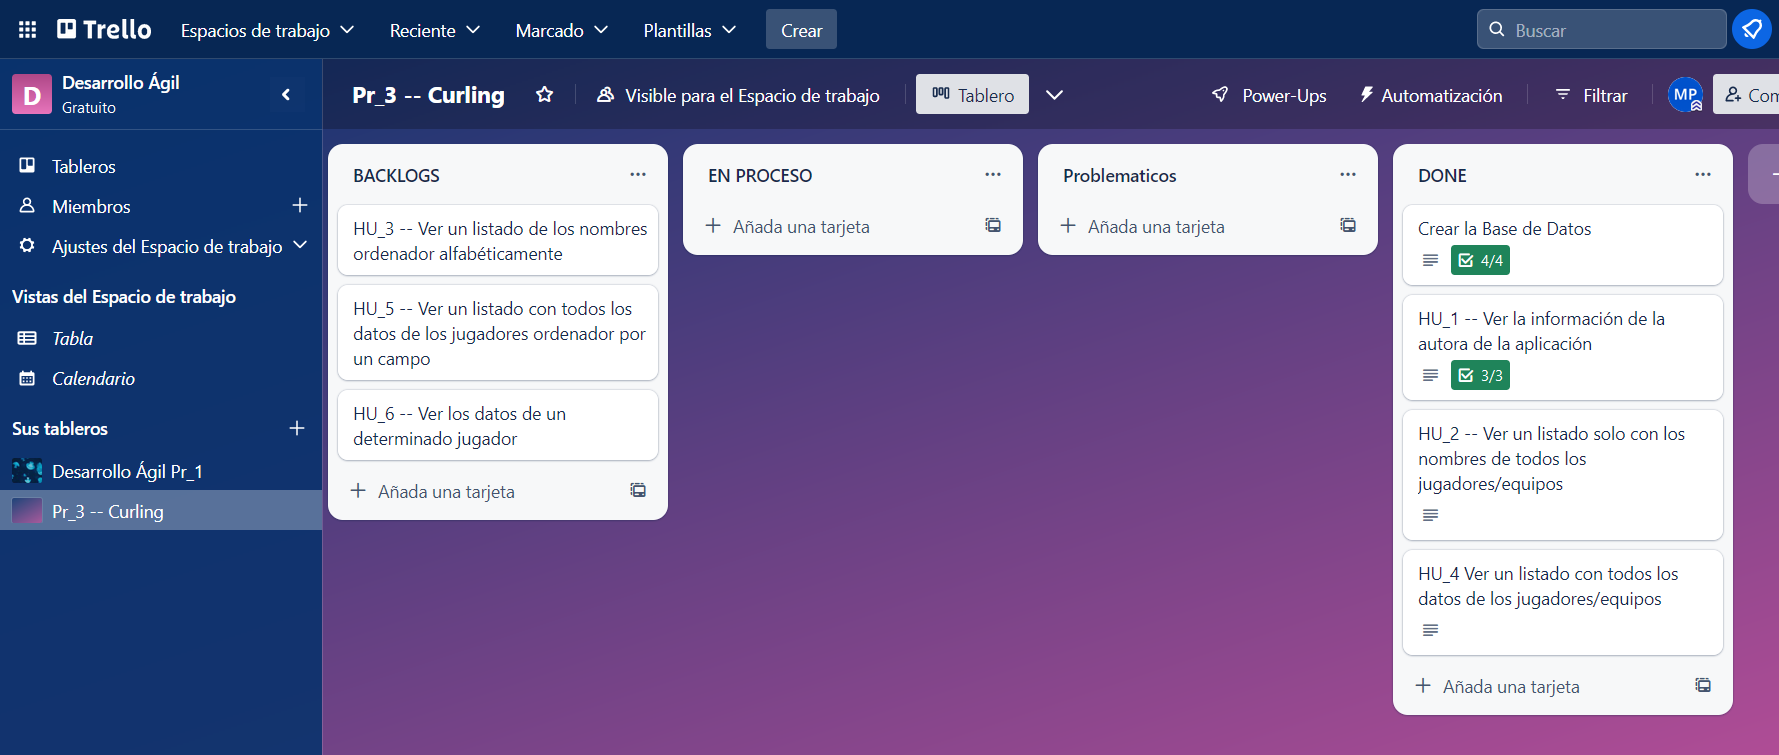 Trello
Espacios de trabajo
Reciente
Marcado
Plantillas
Crear
Buscar
D
Desarrollo Ágil
Gratuito
Pr_3 -- Curling
Visible para el Espacio de trabajo
Tablero
Power-Ups
Automatización
Filtrar
MP
Com
Tableros
Miembros
Ajustes del Espacio de trabajo
Vistas del Espacio de trabajo
Tabla
Calendario
Sus tableros
Desarrollo Ágil Pr_1
Pr_3 -- Curling
BACKLOGS
HU_3 -- Ver un listado de los nombres
ordenador alfabéticamente
HU_5 -- Ver un listado con todos los
datos de los jugadores ordenador por
un campo
HU_6 -- Ver los datos de un
determinado jugador
Añada una tarjeta
EN PROCESO
Añada una tarjeta
Problematicos
Añada una tarjeta
DONE
Crear la Base de Datos
4/4
HU_1 -- Ver la información de la
autora de la aplicación
3/3
HU_2 -- Ver un listado solo con los
nombres de todos los
jugadores/equipos
HU_4 Ver un listado con todos los
datos de los jugadores/equipos
Añada una tarjeta